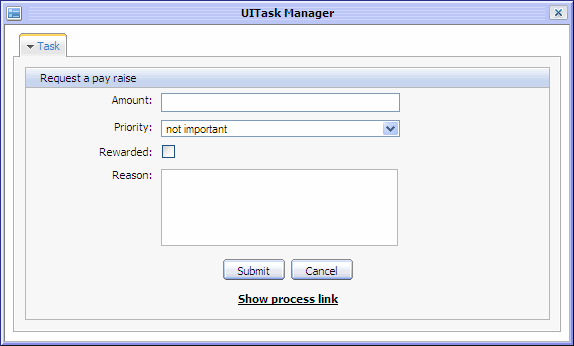 UITask Manager
Task
Request a pay raise
Amount:
Priority: not important
Rewarded:
Reason:
Submit Cancel
Show process link